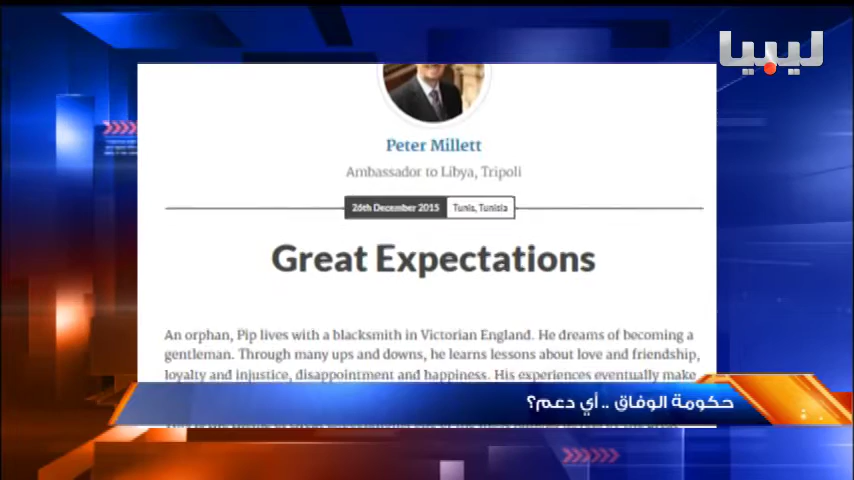 ليبيا
Peter Millett
Ambassador to Libya, Tripoli
26th December 2015 Tunis, Tunisia
Great Expectations
An orphan, Pip lives with a blacksmith in Victorian England. He dreams of becoming a
gentleman. Through many ups and downs, he learns lessons about love and friendship,
loyalty and injustice, disappointment and happiness. His experiences eventually make
حكومة الوفاق .. أي دعم؟